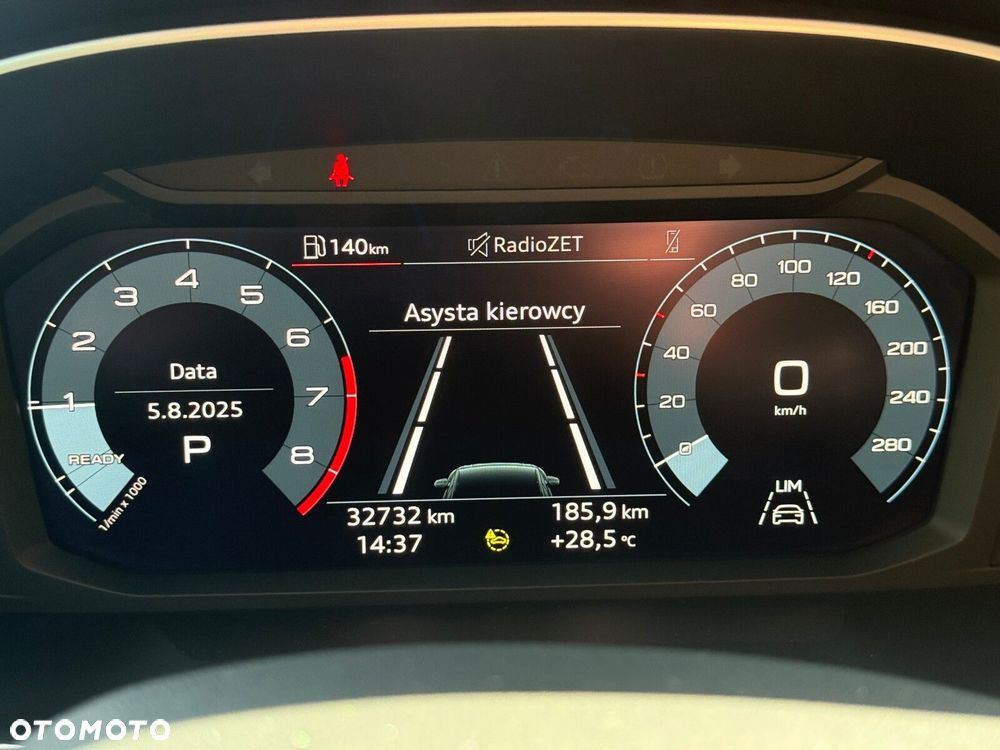 140km
RadioZET
Asysta kierowcy
1 2 3 4 5 6 7 8
READY
1/min x 1000
Data
5.8.2025
P
0 20 40 60 80 100 120 160 200 240 280
0
km/h
LIM
32732 km
185,9 km
14:37
+28,5 °C
OTOMOTO